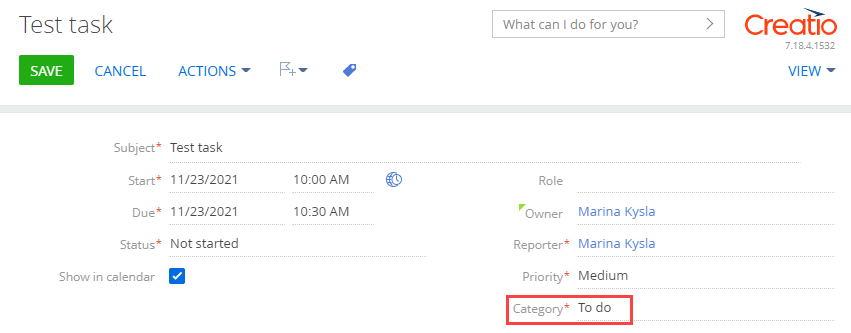 Test task
What can I do for you?
Creatio
7.18.4.1532
SAVE CANCEL ACTIONS VIEW
Subject* Test task
Start* 11/23/2021 10:00 AM Role
Due* 11/23/2021 10:30 AM Owner Marina Kysla
Status* Not started Reporter* Marina Kysla
Show in calendar Priority* Medium
Category* To do